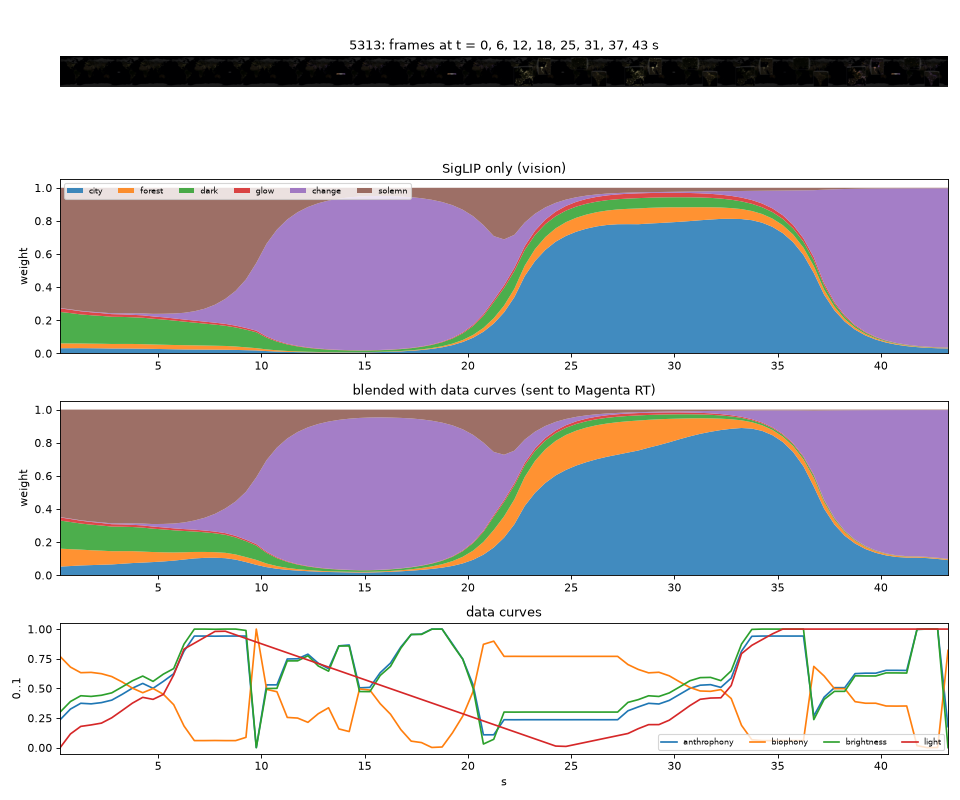 5313: frames at t = 0, 6, 12, 18, 25, 31, 37, 43 s
SigLIP only (vision)
city forest dark glow change solemn
weight
1.0
0.8
0.6
0.4
0.2
0.0
5 10 15 20 25 30 35 40
blended with data curves (sent to Magenta RT)
weight
1.0
0.8
0.6
0.4
0.2
0.0
5 10 15 20 25 30 35 40
data curves
0..1
1.00
0.75
0.50
0.25
0.00
anthrophony biophony brightness light
5 10 15 20 25 30 35 40
s